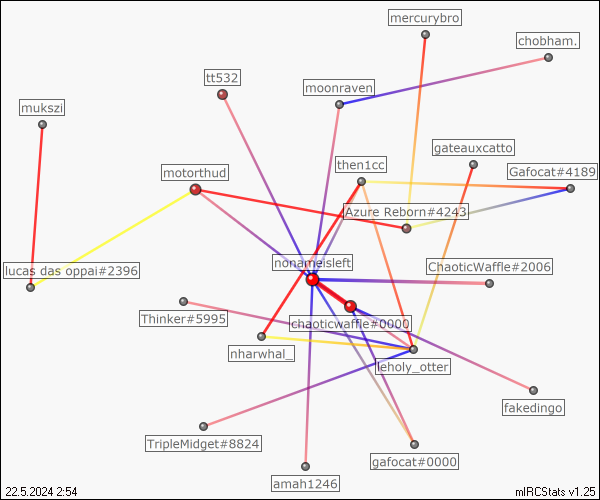 mercurybro
chobham.
tt532
moonraven
mukszi
gateauxcatto
then1cc
motorthud
Gafocat#4189
Azure Reborn#4243
nonameisleft
lucas das oppai#2396
ChaoticWaffle#2006
Thinker#5995
chaoticwaffle#0000
nharwhal_
leholy_otter
fakedingo
TripleMidget#8824
gafocat#0000
amah1246
22.5.2024 2:54
mIRCStats v1.25